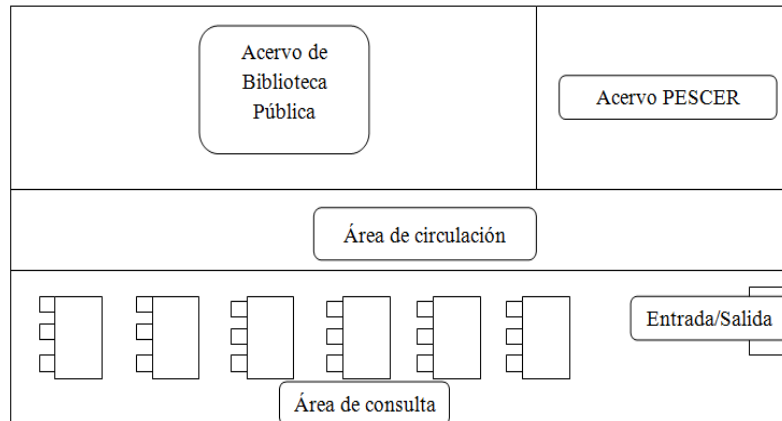 Acervo de
Biblioteca
Pública
Acervo PESCER
Área de circulación
Entrada/Salida
Área de consulta